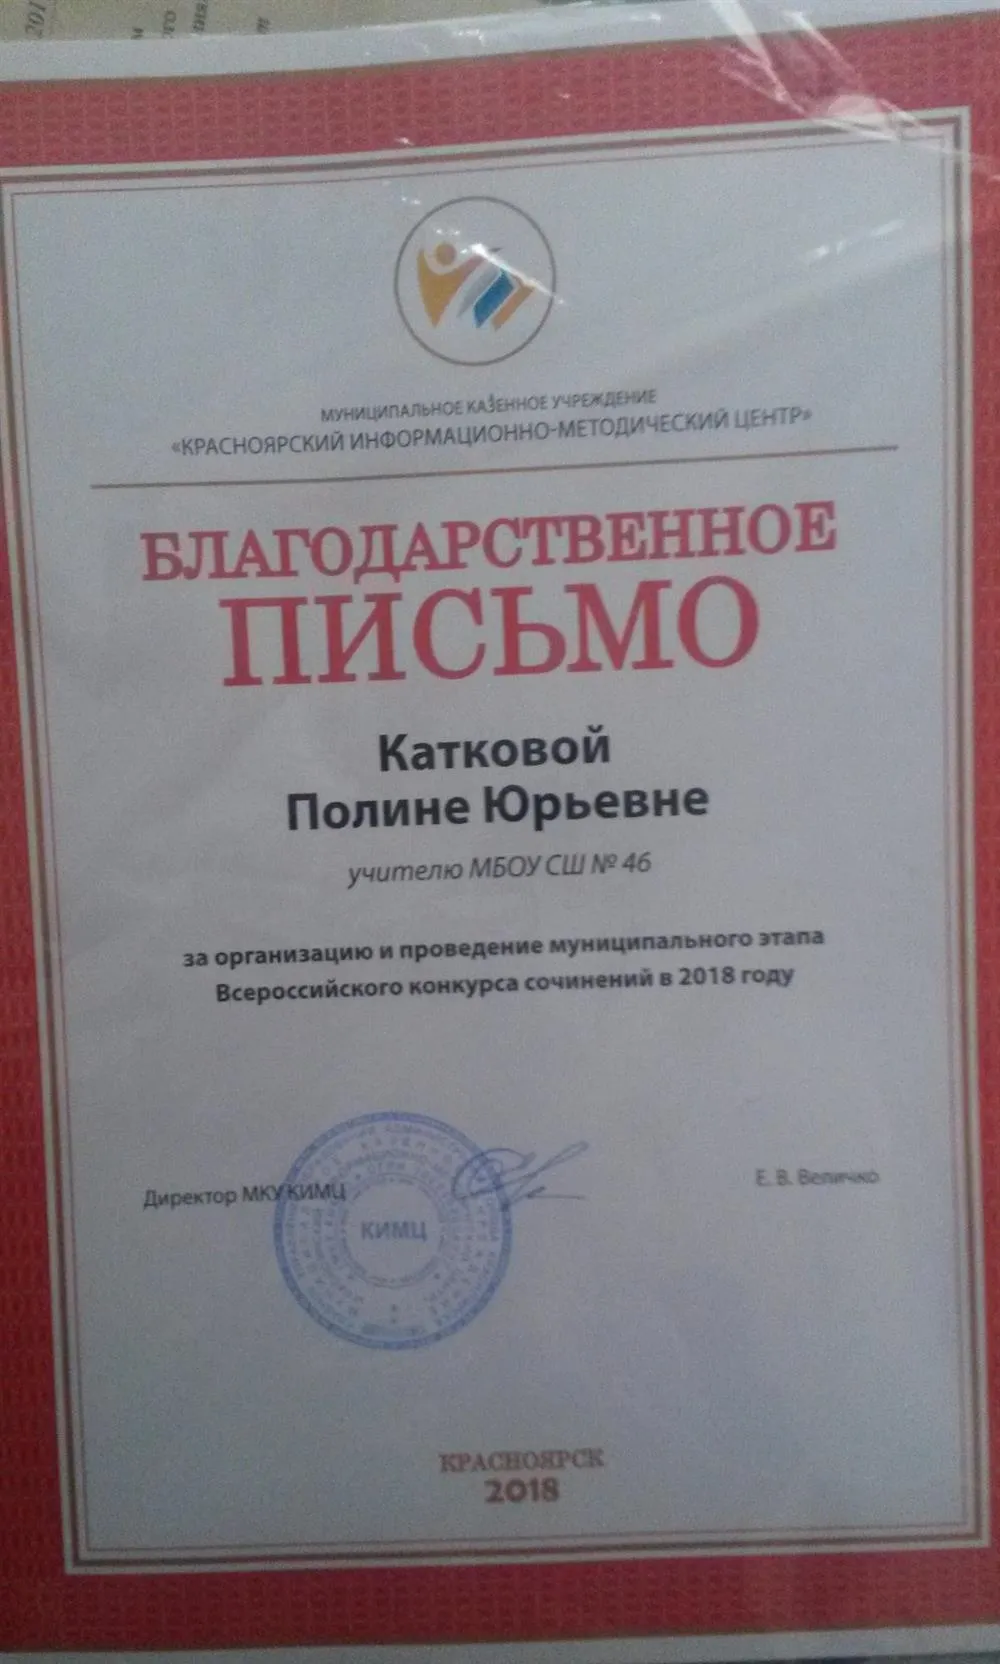 МУНИЦИПАЛЬНОЕ КАЗЕННОЕ УЧРЕЖДЕНИЕ
«КРАСНОЯРСКИЙ ИНФОРМАЦИОННО-МЕТОДИЧЕСКИЙ ЦЕНТР»
БЛАГОДАРСТВЕННОЕ
ПИСЬМО
Катковой
Полине Юрьевне
учителю МБОУ СШ № 46
за организацию и проведение муниципального этапа
Всероссийского конкурса сочинений в 2018 году
Директор МКУ КИМЦ
Е. В. Величко
КИМЦ
КРАСНОЯРСК
2018